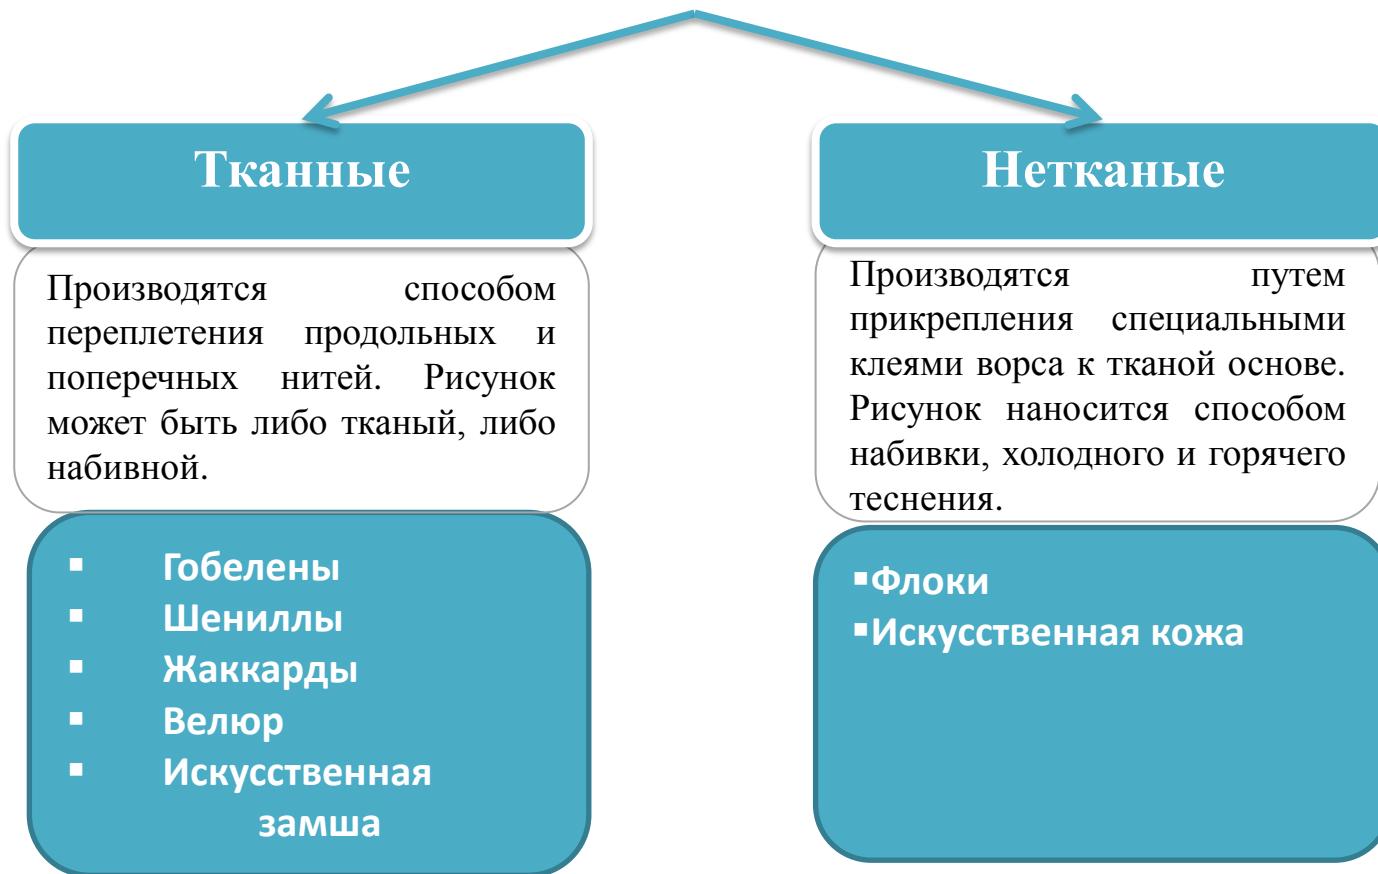 Тканные
Производятся способом
переплетения продольных и
поперечных нитей. Рисунок
может быть либо тканый, либо
набивной.
▪ Гобелены
▪ Шениллы
▪ Жаккарды
▪ Велюр
▪ Искусственная
замша
Нетканые
Производятся путем
прикрепления специальными
клеями ворса к тканой основе.
Рисунок наносится способом
набивки, холодного и горячего
теснения.
▪Флоки
▪Искусственная кожа